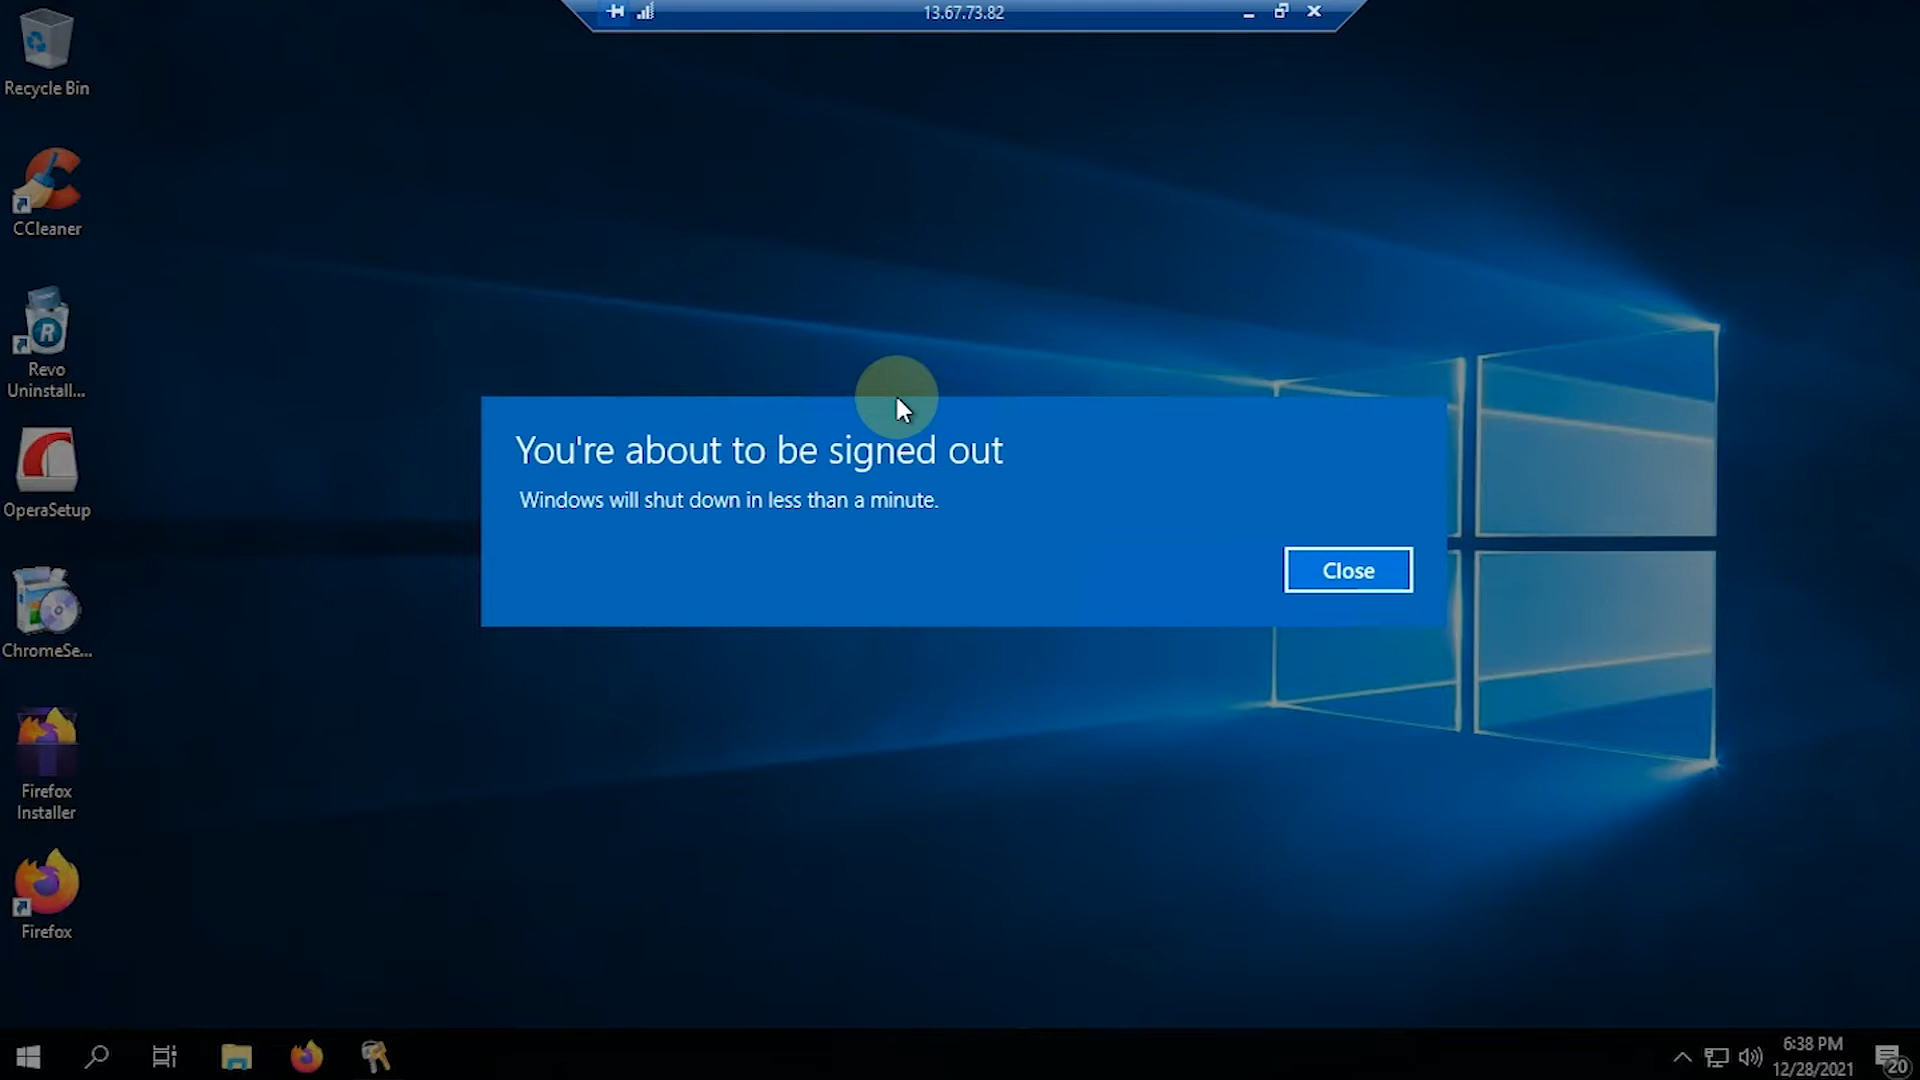 13.67.73.82
Recycle Bin
CCleaner
Revo
Uninstall...
OperaSetup
ChromeSe...
Firefox
Installer
Firefox
You're about to be signed out
Windows will shut down in less than a minute.
Close
6:38 PM
12/28/2021
20